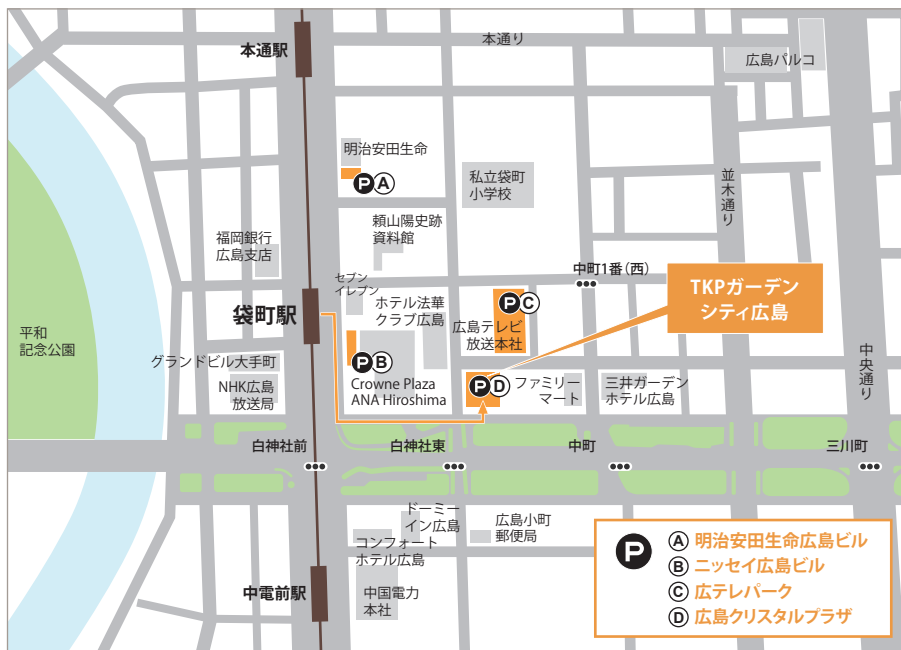 本通駅
本通り
広島パルコ
明治安田生命
P A
私立袋町
小学校
並木通り
頼山陽史跡
資料館
福岡銀行
広島支店
中町1番(西)
セブン
イレブン
TKPガーデン
シティ広島
P C
ホテル法華
クラブ広島
袋町駅
広島テレビ
放送本社
平和
記念公園
中央通り
グランドビル大手町
P B
NHK広島
放送局
Crowne Plaza
ANA Hiroshima
P D
ファミリー
マート
三井ガーデン
ホテル広島
白神社前
白神社東
中町
三川町
ドーミー
イン広島
広島小町
郵便局
コンフォート
ホテル広島
中電前駅
中国電力
本社
P
A 明治安田生命広島ビル
B ニッセイ広島ビル
C 広テレパーク
D 広島クリスタルプラザ